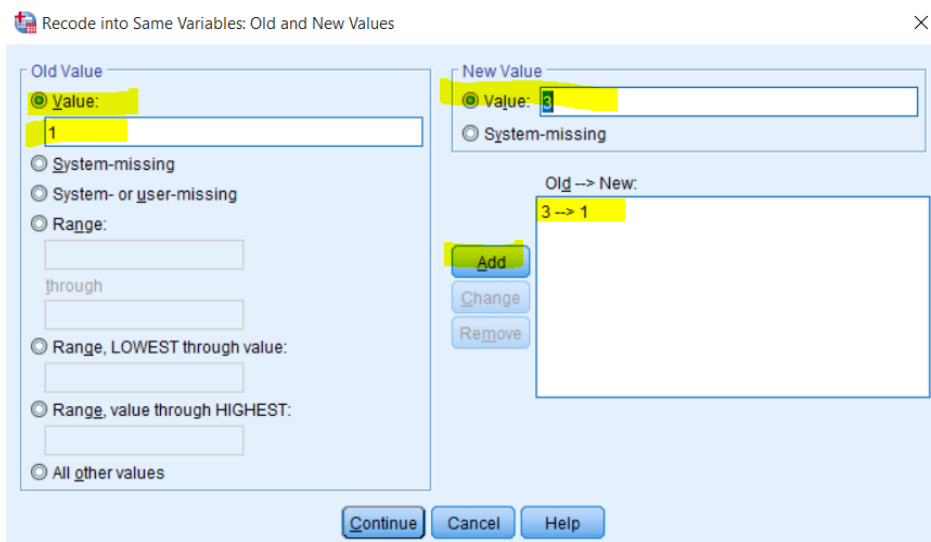 Recode into Same Variables: Old and New Values
Old Value
Value:
1
System-missing
System- or user-missing
Range:
through
Range, LOWEST through value:
Range, value through HIGHEST:
All other values
New Value
Value: 3
System-missing
Old --> New:
3 --> 1
Add
Change
Remove
Continue Cancel Help